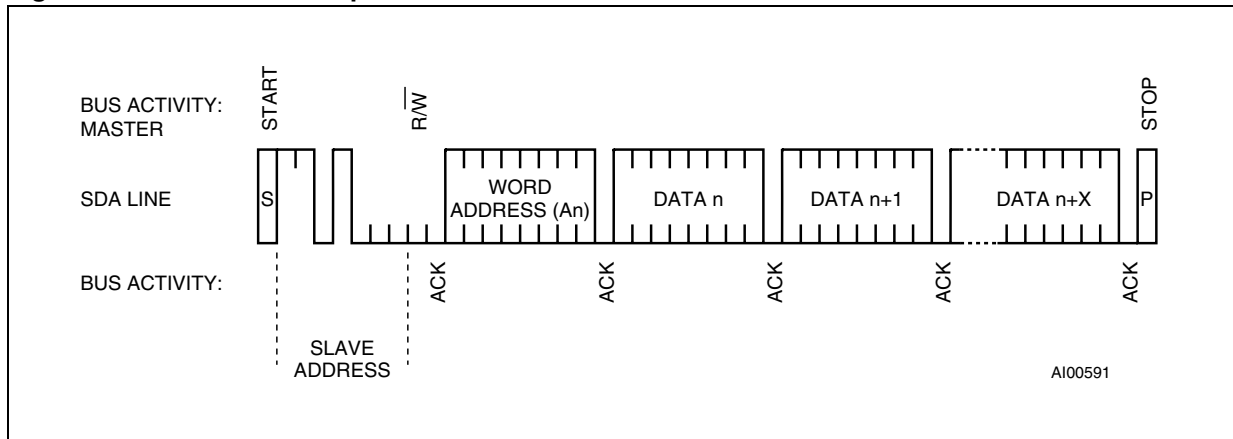 START
R/W
STOP
BUS ACTIVITY:
MASTER
SDA LINE
S
WORD
ADDRESS (An)
DATA n
DATA n+1
DATA n+X
P
BUS ACTIVITY:
ACK
ACK
ACK
ACK
ACK
SLAVE
ADDRESS
AI00591